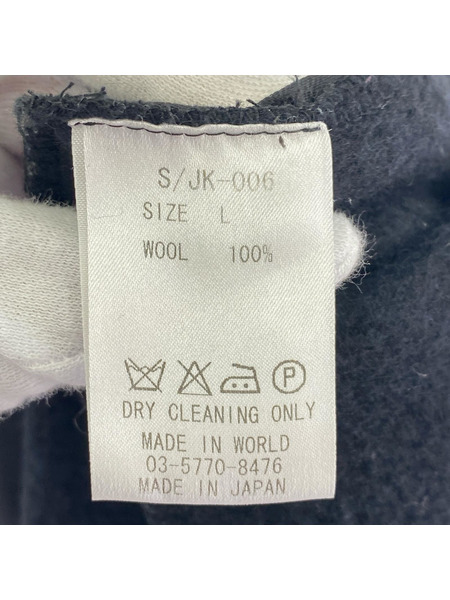 S/JK-006
SIZE L
WOOL 100%
P
DRY CLEANING ONLY
MADE IN WORLD
03-5770-8476
MADE IN JAPAN